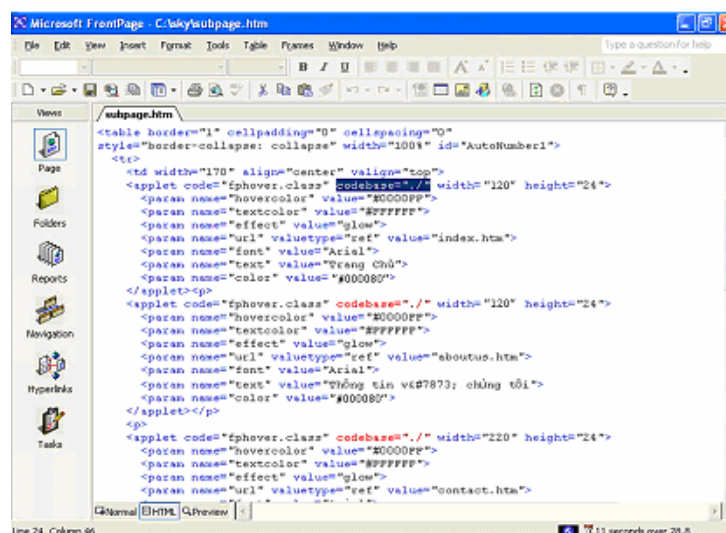 Microsoft FrontPage - C:\sky\subpage.htm
File Edit View Insert Format Tools Table Frames Window Help Type a question for help
Views subpage.htm
<table border="1" cellpadding="0" cellspacing="0"
style="border-collapse: collapse" width="100%" id="AutoNumber1">
<tr>
<td width="170" align="center" valign="top">
<applet code="fphover.class" codebase="./" width="120" height="24">
<param name="hovercolor" value="#0000FF">
<param name="textcolor" value="#FFFFFF">
<param name="effect" value="glow">
<param name="url" valuetype="ref" value="index.htm">
<param name="font" value="Arial">
<param name="text" value="Trang Chủ">
<param name="color" value="#000080">
</applet><p>
<applet code="fphover.class" codebase="./" width="120" height="24">
<param name="hovercolor" value="#0000FF">
<param name="textcolor" value="#FFFFFF">
<param name="effect" value="glow">
<param name="url" valuetype="ref" value="aboutus.htm">
<param name="font" value="Arial">
<param name="text" value="Thông tin v&#7873; chúng tôi">
<param name="color" value="#000080">
</applet></p>
<p>
<applet code="fphover.class" codebase="./" width="220" height="24">
<param name="hovercolor" value="#0000FF">
<param name="textcolor" value="#FFFFFF">
<param name="effect" value="glow">
<param name="url" valuetype="ref" value="contact.htm">
Page
Folders
Reports
Navigation
Hyperlinks
Tasks
Normal HTML Preview
Line 24, Column 96 11 seconds over 28.8